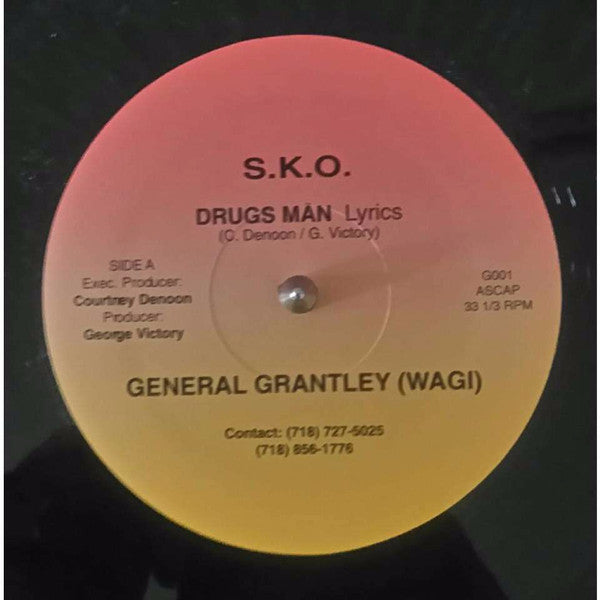 S.K.O.
DRUGS MAN Lyrics
(C. Denoon / G. Victory)
SIDE A
Exec. Producer:
Courtney Denoon
Producer:
George Victory
G001
ASCAP
33 1/3 RPM
GENERAL GRANTLEY (WAGI)
Contact: (718) 727-5025
(718) 856-1776